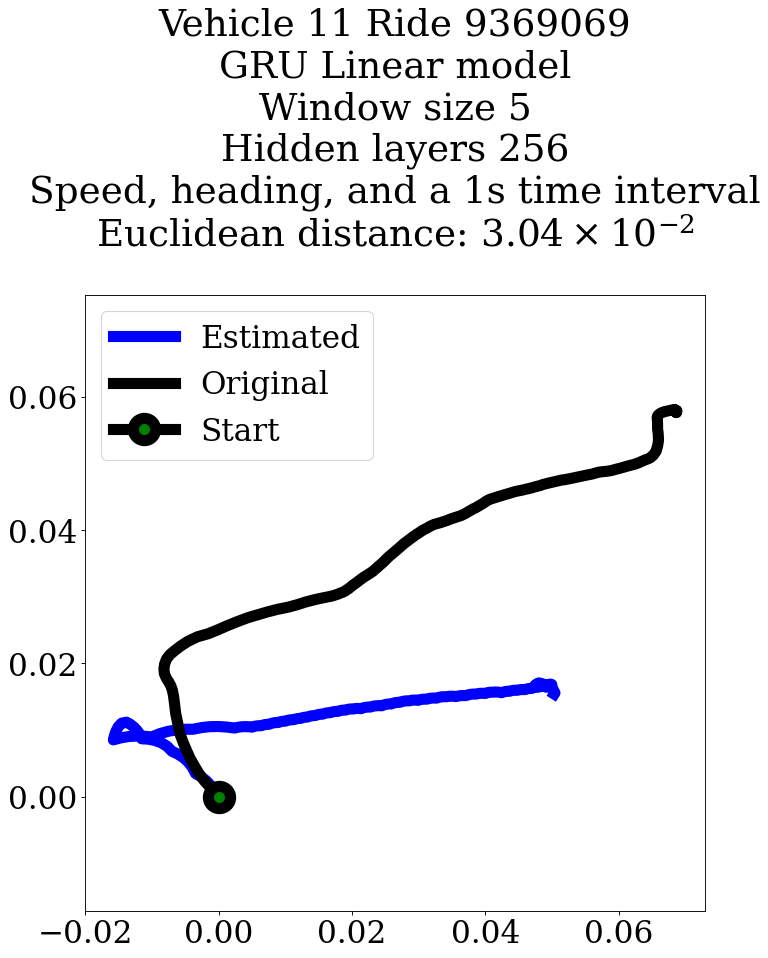 Vehicle 11 Ride 9369069
GRU Linear model
Window size 5
Hidden layers 256
Speed, heading, and a 1s time interval
Euclidean distance: 3.04 × 10⁻²
Estimated
Original
Start
0.06
0.04
0.02
0.00
−0.02 0.00 0.02 0.04 0.06